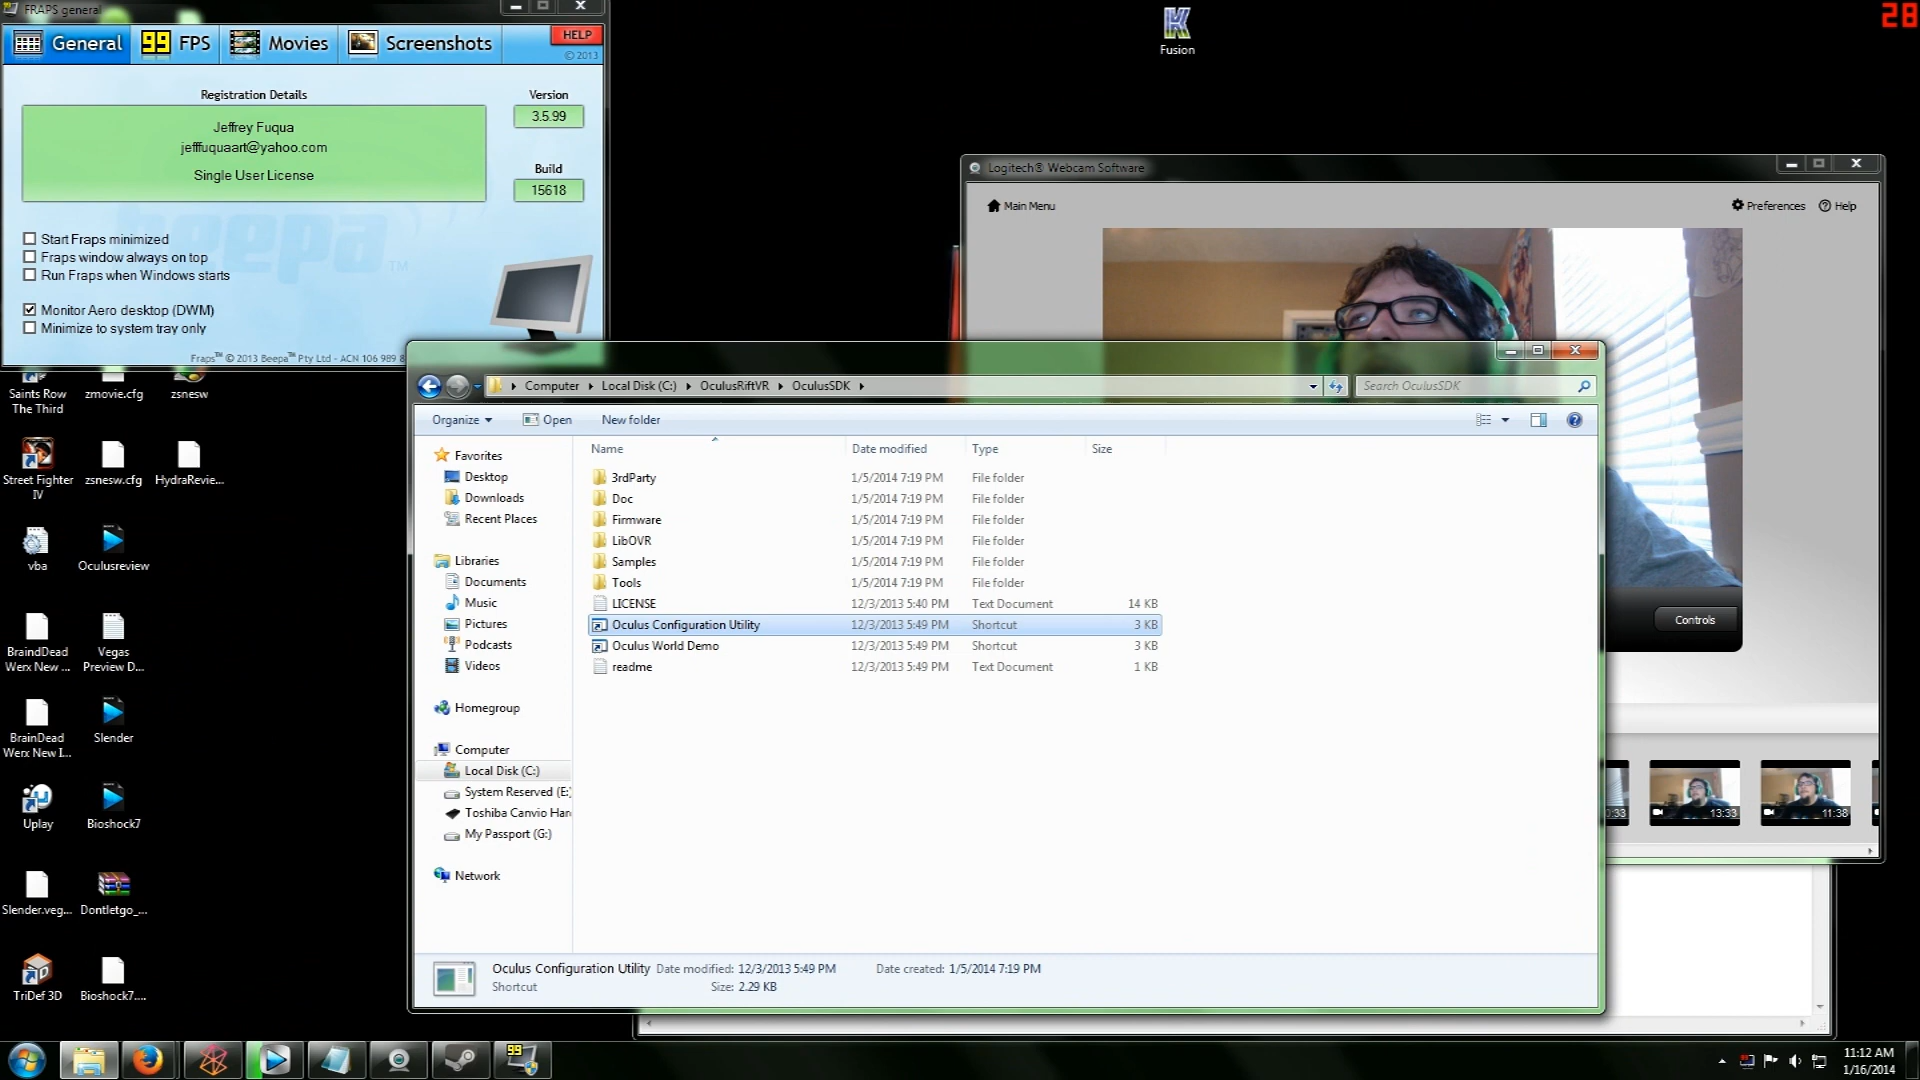 FRAPS general
General
99 FPS
Movies
Screenshots
HELP
© 2013
Registration Details
Jeffrey Fuqua
jefffuquaart@yahoo.com
Single User License
Version
3.5.99
Build
15618
beepa™
Start Fraps minimized
Fraps window always on top
Run Fraps when Windows starts
Monitor Aero desktop (DWM)
Minimize to system tray only
Fraps™ © 2013 Beepa™ Pty Ltd - ACN 106 989 8
Fusion
28
Logitech® Webcam Software
Main Menu
Preferences
Help
Controls
13:33
11:38
Saints Row
The Third
zmovie.cfg
zsnesw
Street Fighter
IV
zsnesw.cfg
HydraRevie...
vba
Oculusreview
BraindDead
Werx New ...
Vegas
Preview D...
BrainDead
Werx New I...
Slender
Uplay
Bioshock7
Slender.veg...
Dontletgo_...
TriDef 3D
Bioshock7....
Computer
Local Disk (C:)
OculusRiftVR
OculusSDK
Search OculusSDK
Organize
Open
New folder
Favorites
Desktop
Downloads
Recent Places
Libraries
Documents
Music
Pictures
Podcasts
Videos
Homegroup
Computer
Local Disk (C:)
System Reserved (E:)
Toshiba Canvio Har
My Passport (G:)
Network
Name Date modified Type Size
3rdParty 1/5/2014 7:19 PM File folder
Doc 1/5/2014 7:19 PM File folder
Firmware 1/5/2014 7:19 PM File folder
LibOVR 1/5/2014 7:19 PM File folder
Samples 1/5/2014 7:19 PM File folder
Tools 1/5/2014 7:19 PM File folder
LICENSE 12/3/2013 5:40 PM Text Document 14 KB
Oculus Configuration Utility 12/3/2013 5:49 PM Shortcut 3 KB
Oculus World Demo 12/3/2013 5:49 PM Shortcut 3 KB
readme 12/3/2013 5:49 PM Text Document 1 KB
Oculus Configuration Utility Date modified: 12/3/2013 5:49 PM Date created: 1/5/2014 7:19 PM
Shortcut Size: 2.29 KB
99
11:12 AM
1/16/2014